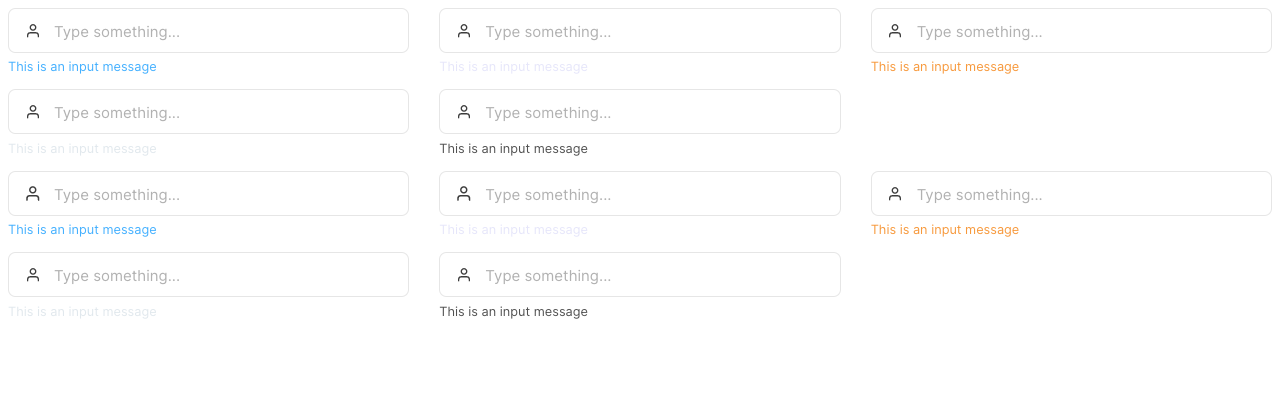 Type something... Type something... Type something...
This is an input message This is an input message This is an input message
Type something... Type something...
This is an input message This is an input message
Type something... Type something... Type something...
This is an input message This is an input message This is an input message
Type something... Type something...
This is an input message This is an input message